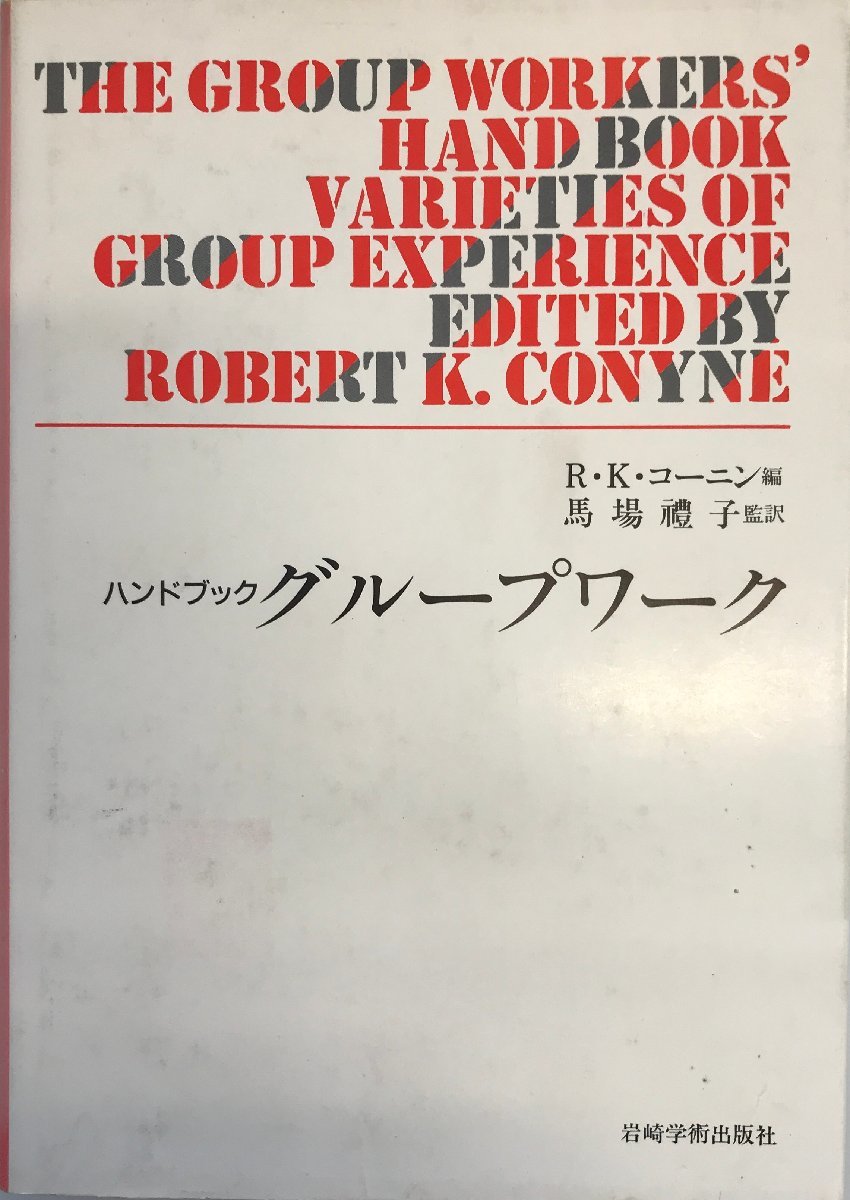 THE GROUP WORKERS'
HAND BOOK
VARIETIES OF
GROUP EXPERIENCE
EDITED BY
ROBERT K. CONYNE
R・K・コーニン編
馬場禮子監訳
ハンドブックグループワーク
岩崎学術出版社